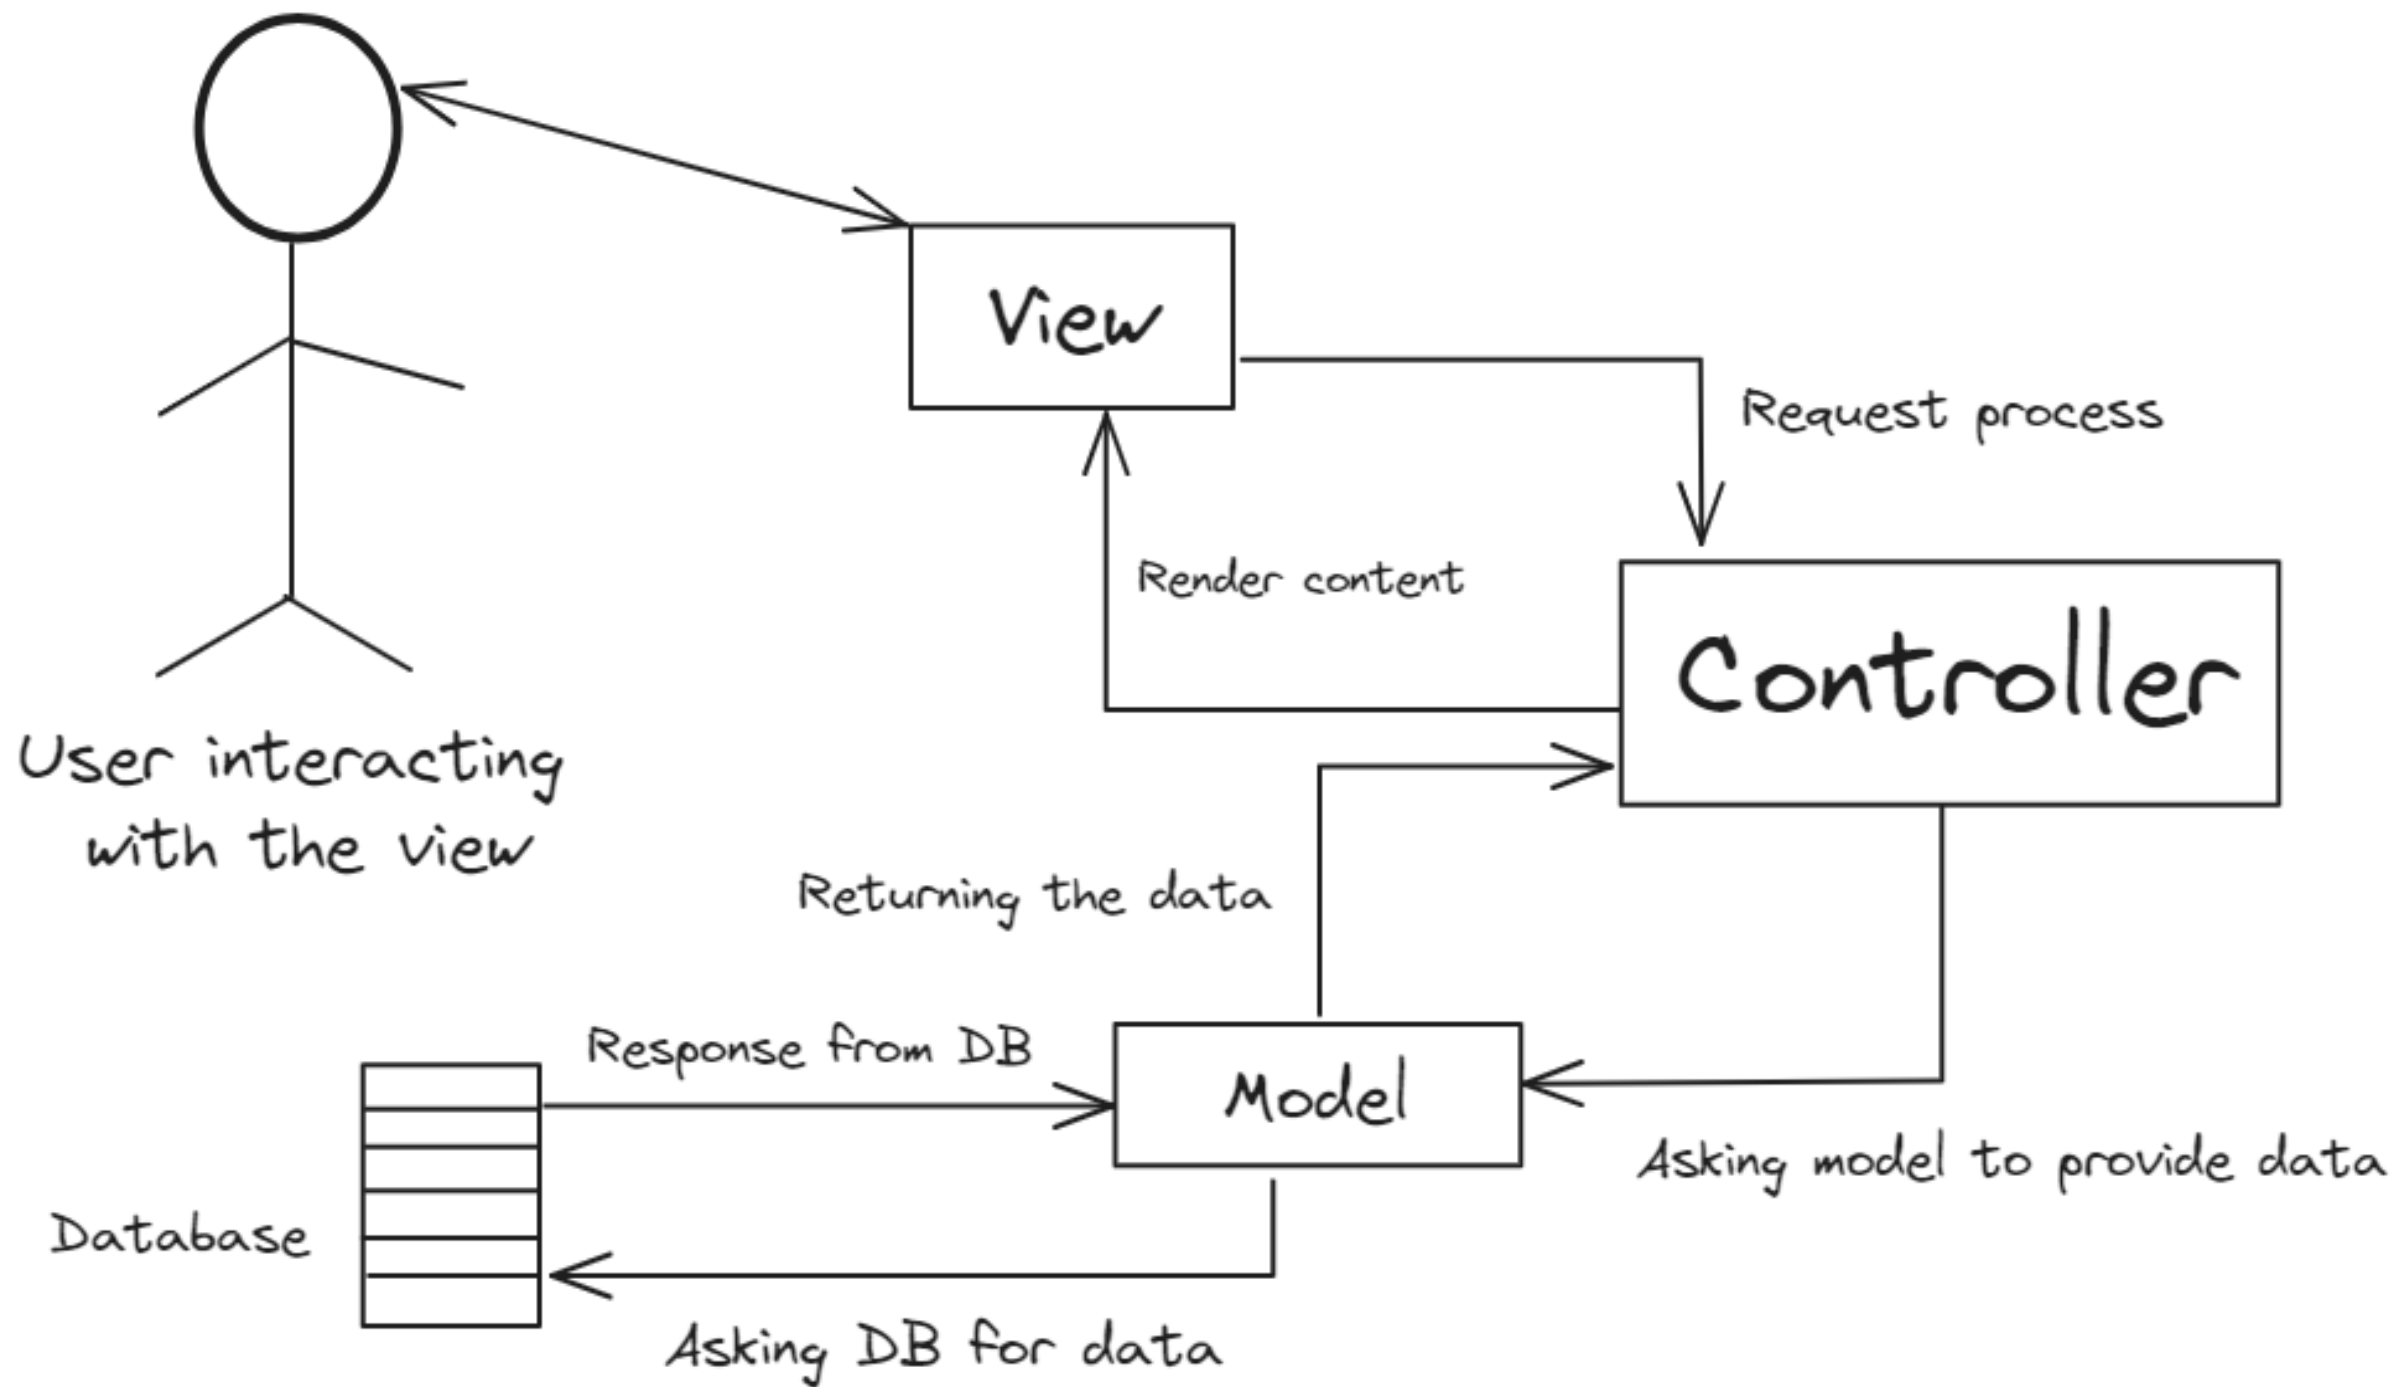 View
Request process
Render content
Controller
User interacting
with the view
Returning the data
Response from DB
Model
Asking model to provide data
Database
Asking DB for data